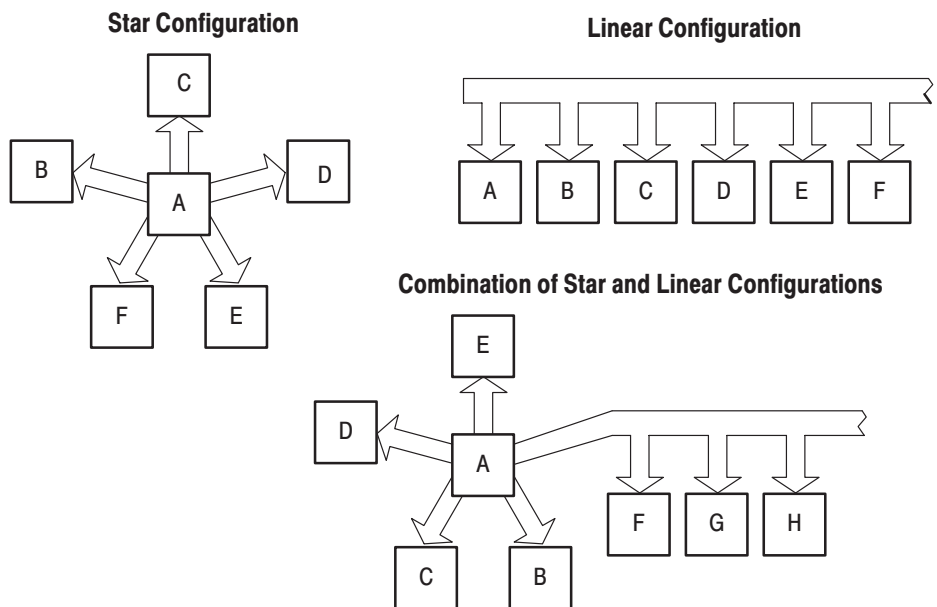 Star Configuration
C
B
D
A
F
E
Linear Configuration
A B C D E F
Combination of Star and Linear Configurations
E
D
A
C
B
F G H